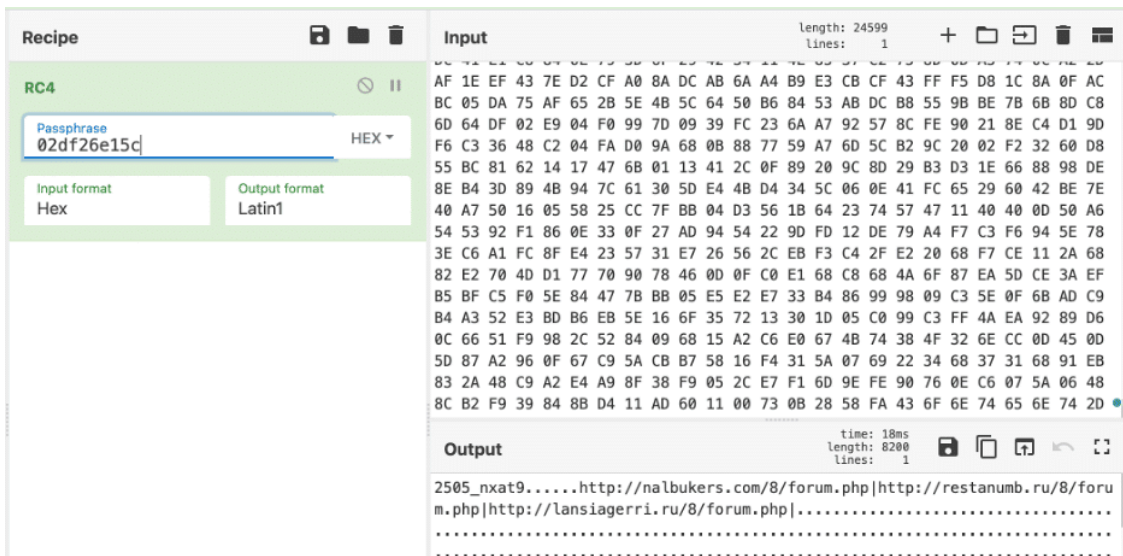 Recipe
RC4
Passphrase
02df26e15c
HEX
Input format
Hex
Output format
Latin1
Input
length: 24599
lines: 1
AF 1E EF 43 7E D2 CF A0 8A DC AB 6A A4 B9 E3 CB CF 43 FF F5 D8 1C 8A 0F AC
BC 05 DA 75 AF 65 2B 5E 4B 5C 64 50 B6 84 53 AB DC B8 55 9B BE 7B 6B 8D C8
6D 64 DF 02 E9 04 F0 99 7D 09 39 FC 23 6A A7 92 57 8C FE 90 21 8E C4 D1 9D
F6 C3 36 48 C2 04 FA D0 9A 68 0B 88 77 59 A7 6D 5C B2 9C 20 02 F2 32 60 D8
55 BC 81 62 14 17 47 6B 01 13 41 2C 0F 89 20 9C 8D 29 B3 D3 1E 66 88 98 DE
8E B4 3D 89 4B 94 7C 61 30 5D E4 4B D4 34 5C 06 0E 41 FC 65 29 60 42 BE 7E
40 A7 50 16 05 58 25 CC 7F BB 04 D3 56 1B 64 23 74 57 47 11 40 40 0D 50 A6
54 53 92 F1 86 0E 33 0F 27 AD 94 54 22 9D FD 12 DE 79 A4 F7 C3 F6 94 5E 78
3E C6 A1 FC 8F E4 23 57 31 E7 26 56 2C EB F3 C4 2F E2 20 68 F7 CE 11 2A 68
82 E2 70 4D D1 77 70 90 78 46 0D 0F C0 E1 68 C8 68 4A 6F 87 EA 5D CE 3A EF
B5 BF C5 F0 5E 84 47 7B BB 05 E5 E2 E7 33 B4 86 99 98 09 C3 5E 0F 6B AD C9
B4 A3 52 E3 BD B6 EB 5E 16 6F 35 72 13 30 1D 05 C0 99 C3 FF 4A EA 92 89 D6
0C 66 51 F9 98 2C 52 84 09 68 15 A2 C6 E0 67 4B 74 38 4F 32 6E CC 0D 45 0D
5D 87 A2 96 0F 67 C9 5A CB B7 58 16 F4 31 5A 07 69 22 34 68 37 31 68 91 EB
83 2A 48 C9 A2 E4 A9 8F 38 F9 05 2C E7 F1 6D 9E FE 90 76 0E C6 07 5A 06 48
8C B2 F9 39 84 8B D4 11 AD 60 11 00 73 0B 28 58 FA 43 6F 6E 74 65 6E 74 2D
Output
time: 18ms
length: 8200
lines: 1
2505_nxat9......http://nalbukers.com/8/forum.php|http://restanumb.ru/8/foru
m.php|http://lansiagerri.ru/8/forum.php|...................................
...........................................................................